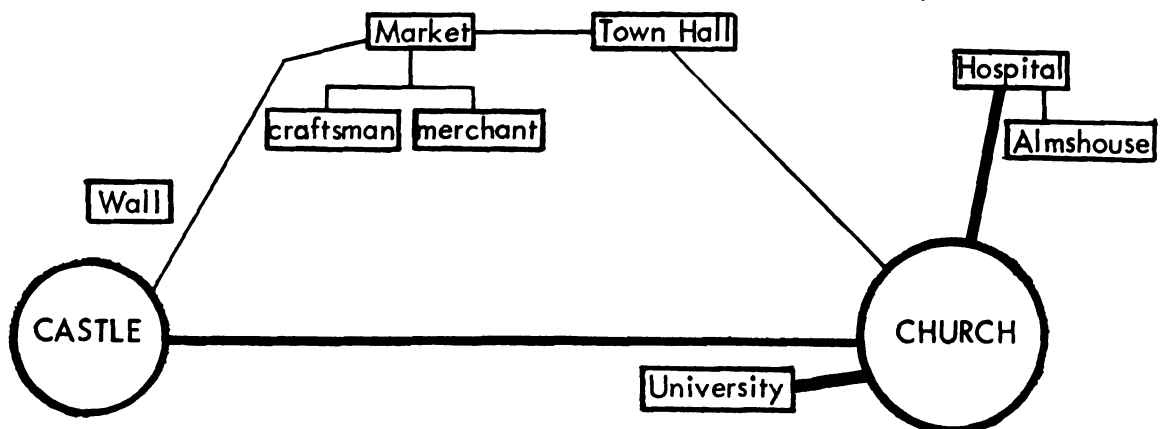 Market
Town Hall
Hospital
craftsman
merchant
Almshouse
Wall
CASTLE
CHURCH
University